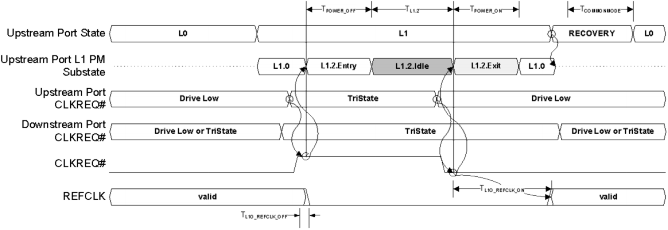 TPOWER_OFF TL1.2 TPOWER_ON TCOMMONMODE
Upstream Port State L0 L1 RECOVERY L0
Upstream Port L1 PM
Substate
L1.0 L1.2.Entry L1.2.Idle L1.2.Exit L1.0
Upstream Port
CLKREQ#
Drive Low TriState Drive Low
Downstream Port
CLKREQ#
Drive Low or TriState TriState Drive Low or TriState
CLKREQ#
TL1O_REFCLK_ON
REFCLK valid valid
TL1O_REFCLK_OFF